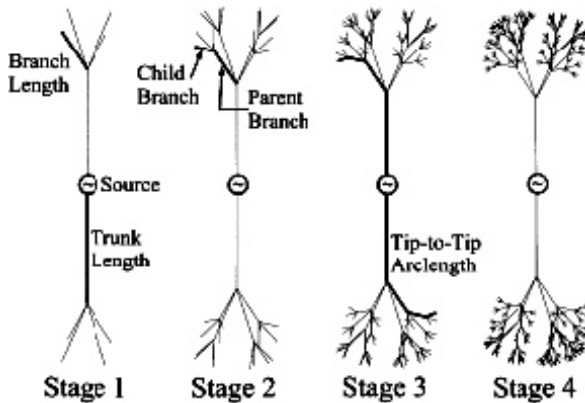 Branch
Length
Child
Branch
Parent
Branch
~ Source
~
~
~
Trunk
Length
Tip-to-Tip
Arclength
Stage 1
Stage 2
Stage 3
Stage 4